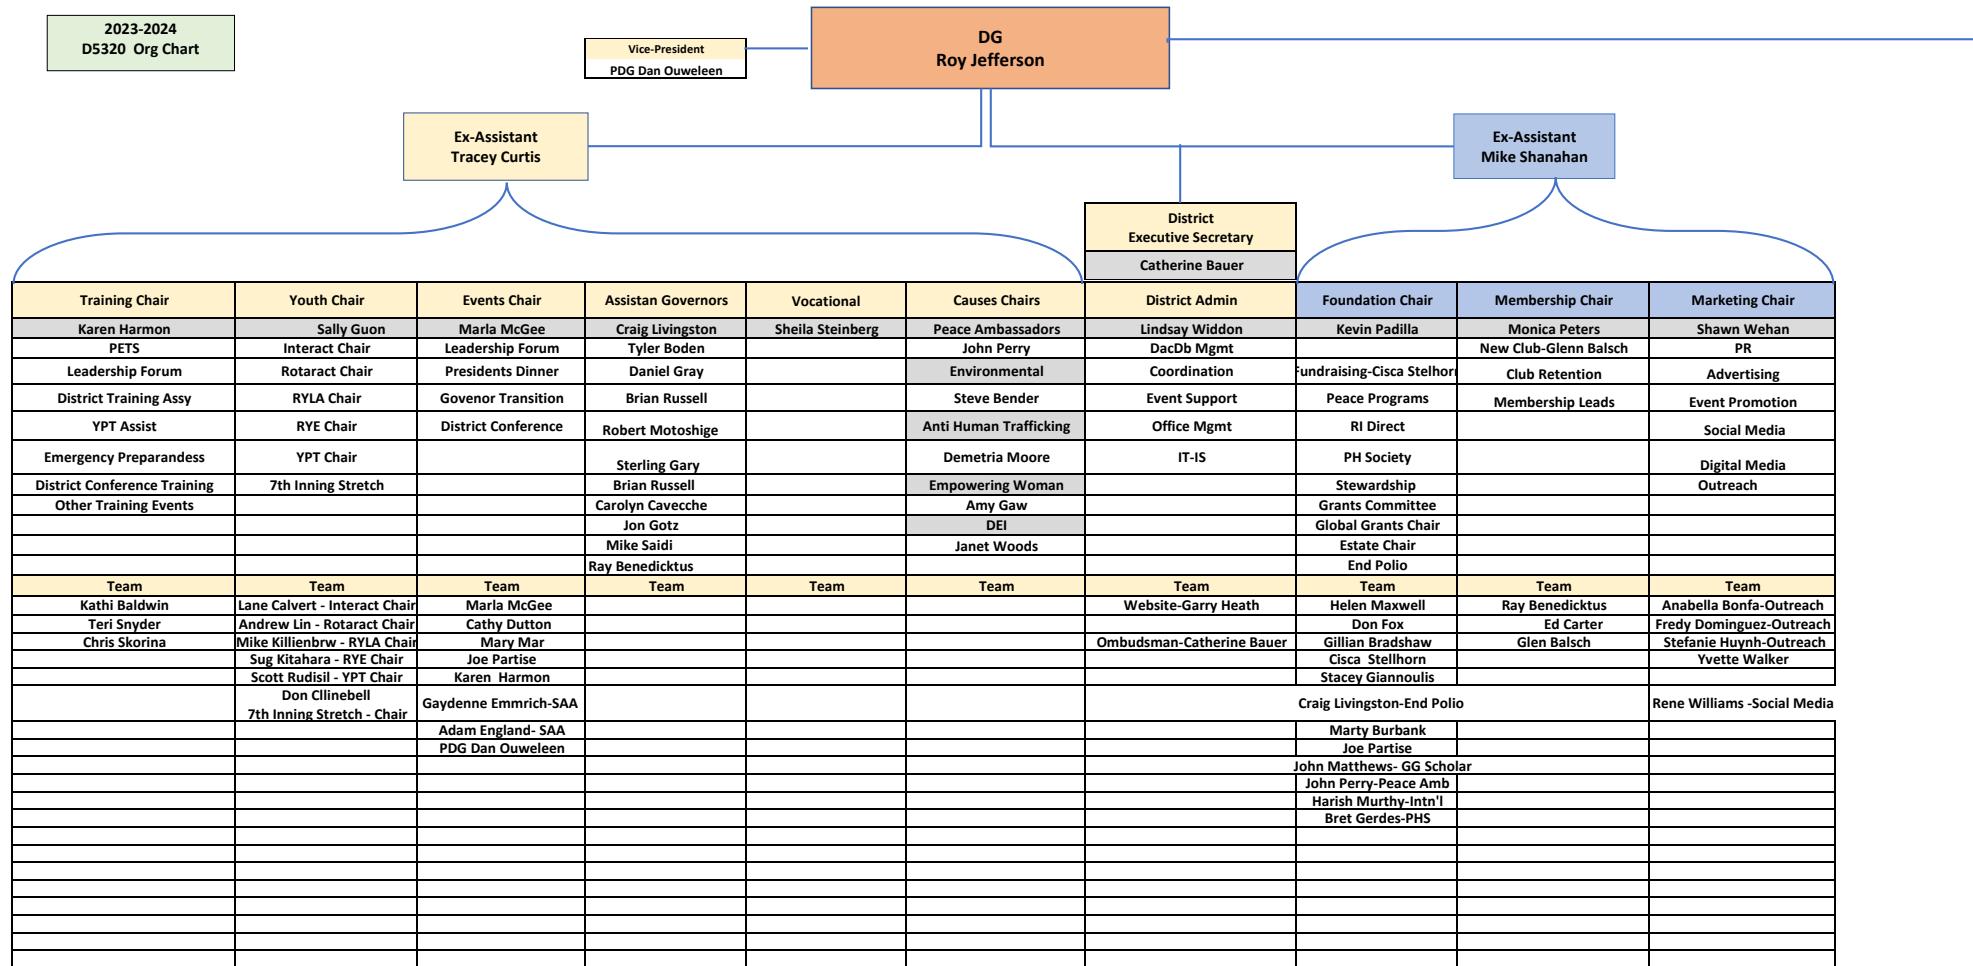 2023-2024
D5320 Org Chart
Vice-President
PDG Dan Ouweleen
DG
Roy Jefferson
Ex-Assistant
Tracey Curtis
Ex-Assistant
Mike Shanahan
District
Executive Secretary
Catherine Bauer
Training Chair Youth Chair Events Chair Assistan Governors Vocational Causes Chairs District Admin Foundation Chair Membership Chair Marketing Chair
Karen Harmon Sally Guon Marla McGee Craig Livingston Sheila Steinberg Peace Ambassadors Lindsay Widdon Kevin Padilla Monica Peters Shawn Wehan
PETS Interact Chair Leadership Forum Tyler Boden John Perry DacDb Mgmt New Club-Glenn Balsch PR
Leadership Forum Rotaract Chair Presidents Dinner Daniel Gray Environmental Coordination Fundraising-Cisca Stelhorn Club Retention Advertising
District Training Assy RYLA Chair Govenor Transition Brian Russell Steve Bender Event Support Peace Programs Membership Leads Event Promotion
YPT Assist RYE Chair District Conference Robert Motoshige Anti Human Trafficking Office Mgmt RI Direct Social Media
Emergency Preparandess YPT Chair Sterling Gary Demetria Moore IT-IS PH Society Digital Media
District Conference Training 7th Inning Stretch Brian Russell Empowering Woman Stewardship Outreach
Other Training Events Carolyn Cavecche Amy Gaw Grants Committee
Jon Gotz DEI Global Grants Chair
Mike Saidi Janet Woods Estate Chair
Ray Benedicktus End Polio
Team Team Team Team Team Team Team Team Team Team
Kathi Baldwin Lane Calvert - Interact Chair Marla McGee Website-Garry Heath Helen Maxwell Ray Benedicktus Anabella Bonfa-Outreach
Teri Snyder Andrew Lin - Rotaract Chair Cathy Dutton Don Fox Ed Carter Fredy Dominguez-Outreach
Chris Skorina Mike Killienbrw - RYLA Chair Mary Mar Ombudsman-Catherine Bauer Gillian Bradshaw Glen Balsch Stefanie Huynh-Outreach
Sug Kitahara - RYE Chair Joe Partise Cisca Stellhorn Yvette Walker
Scott Rudisil - YPT Chair Karen Harmon Stacey Giannoulis
Don Cllinebell
7th Inning Stretch - Chair Gaydenne Emmrich-SAA Craig Livingston-End Polio Rene Williams -Social Media
Adam England- SAA Marty Burbank
PDG Dan Ouweleen Joe Partise
John Matthews- GG Scholar
John Perry-Peace Amb
Harish Murthy-Intn'l
Bret Gerdes-PHS